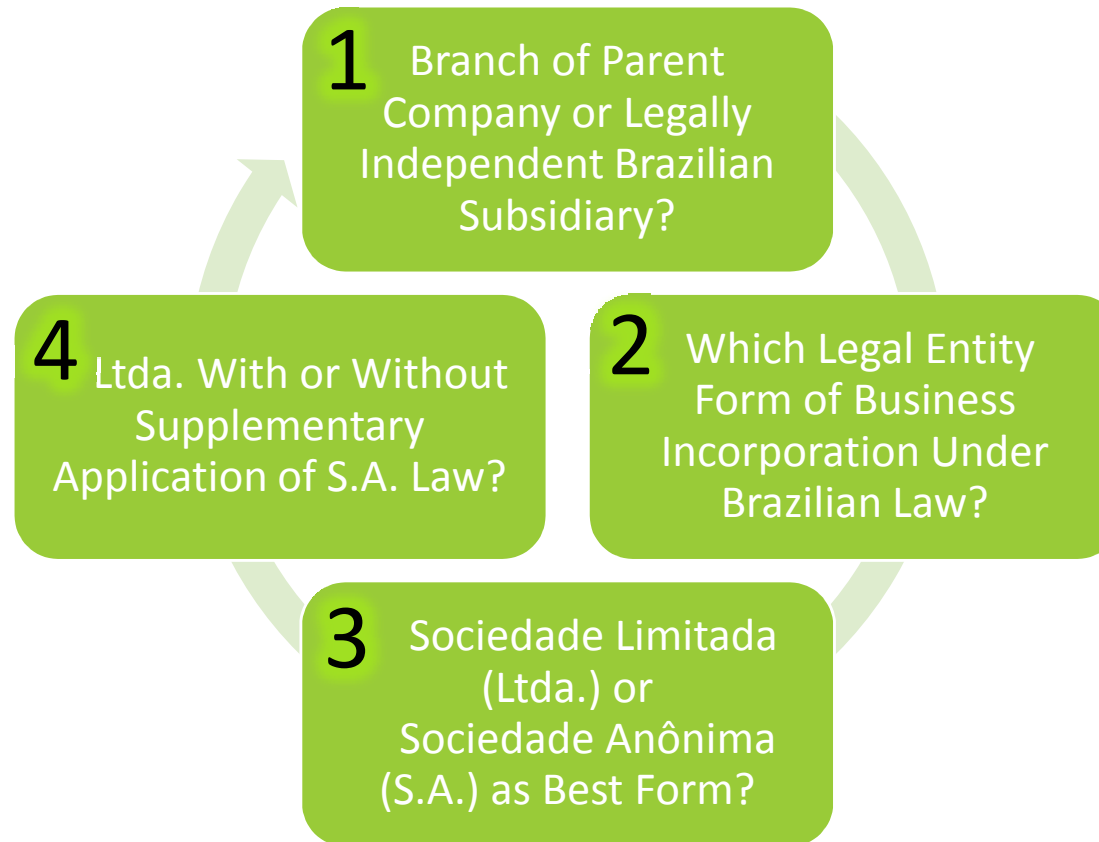 1
Branch of Parent
Company or Legally
Independent Brazilian
Subsidiary?
2
Which Legal Entity
Form of Business
Incorporation Under
Brazilian Law?
3
Sociedade Limitada
(Ltda.) or
Sociedade Anônima
(S.A.) as Best Form?
4
Ltda. With or Without
Supplementary
Application of S.A. Law?